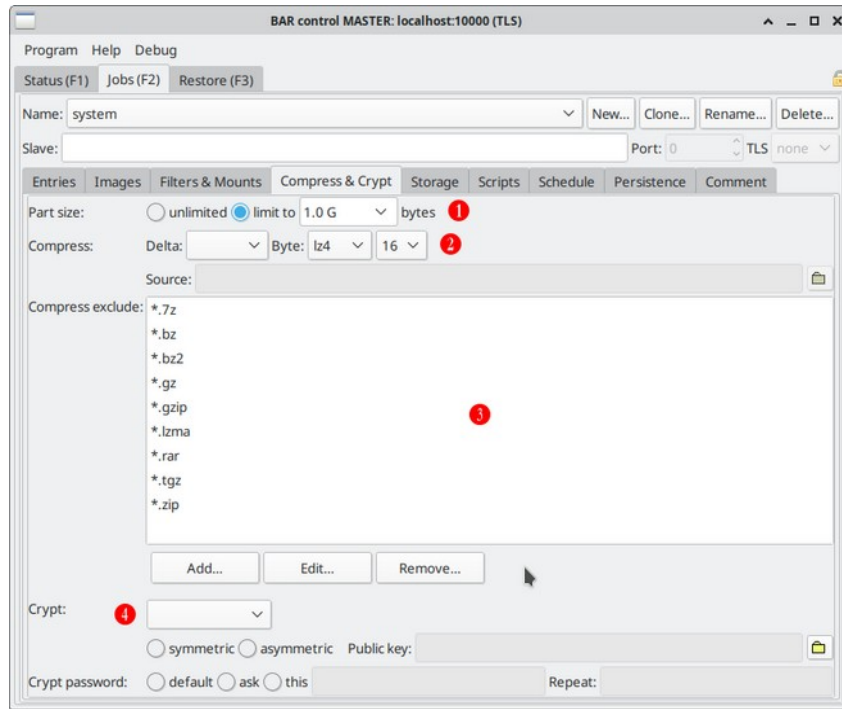 BAR control MASTER: localhost:10000 (TLS)
Program Help Debug
Status (F1) Jobs (F2) Restore (F3)
Name: system New... Clone... Rename... Delete...
Slave: Port: 0 TLS none
Entries Images Filters & Mounts Compress & Crypt Storage Scripts Schedule Persistence Comment
Part size: unlimited limit to 1.0 G bytes 1
Compress: Delta: Byte: lz4 16 2
Source:
Compress exclude: *.7z
*.bz
*.bz2
*.gz
*.gzip
3
*.lzma
*.rar
*.tgz
*.zip
Add... Edit... Remove...
Crypt: 4
symmetric asymmetric Public key:
Crypt password: default ask this Repeat: